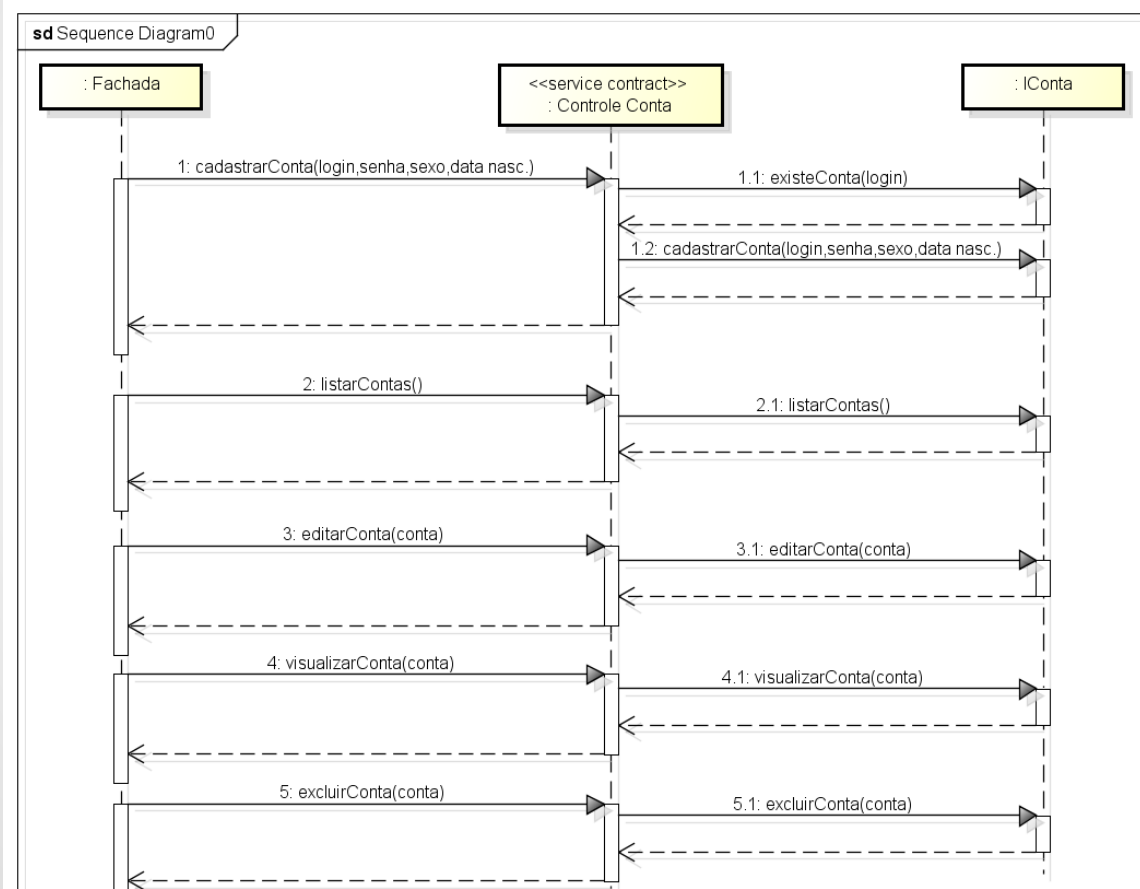 sd Sequence Diagram0
: Fachada
<<service contract>>
: Controle Conta
: IConta
1: cadastrarConta(login,senha,sexo,data nasc.)
1.1: existeConta(login)
1.2: cadastrarConta(login,senha,sexo,data nasc.)
2: listarContas()
2.1: listarContas()
3: editarConta(conta)
3.1: editarConta(conta)
4: visualizarConta(conta)
4.1: visualizarConta(conta)
5: excluirConta(conta)
5.1: excluirConta(conta)